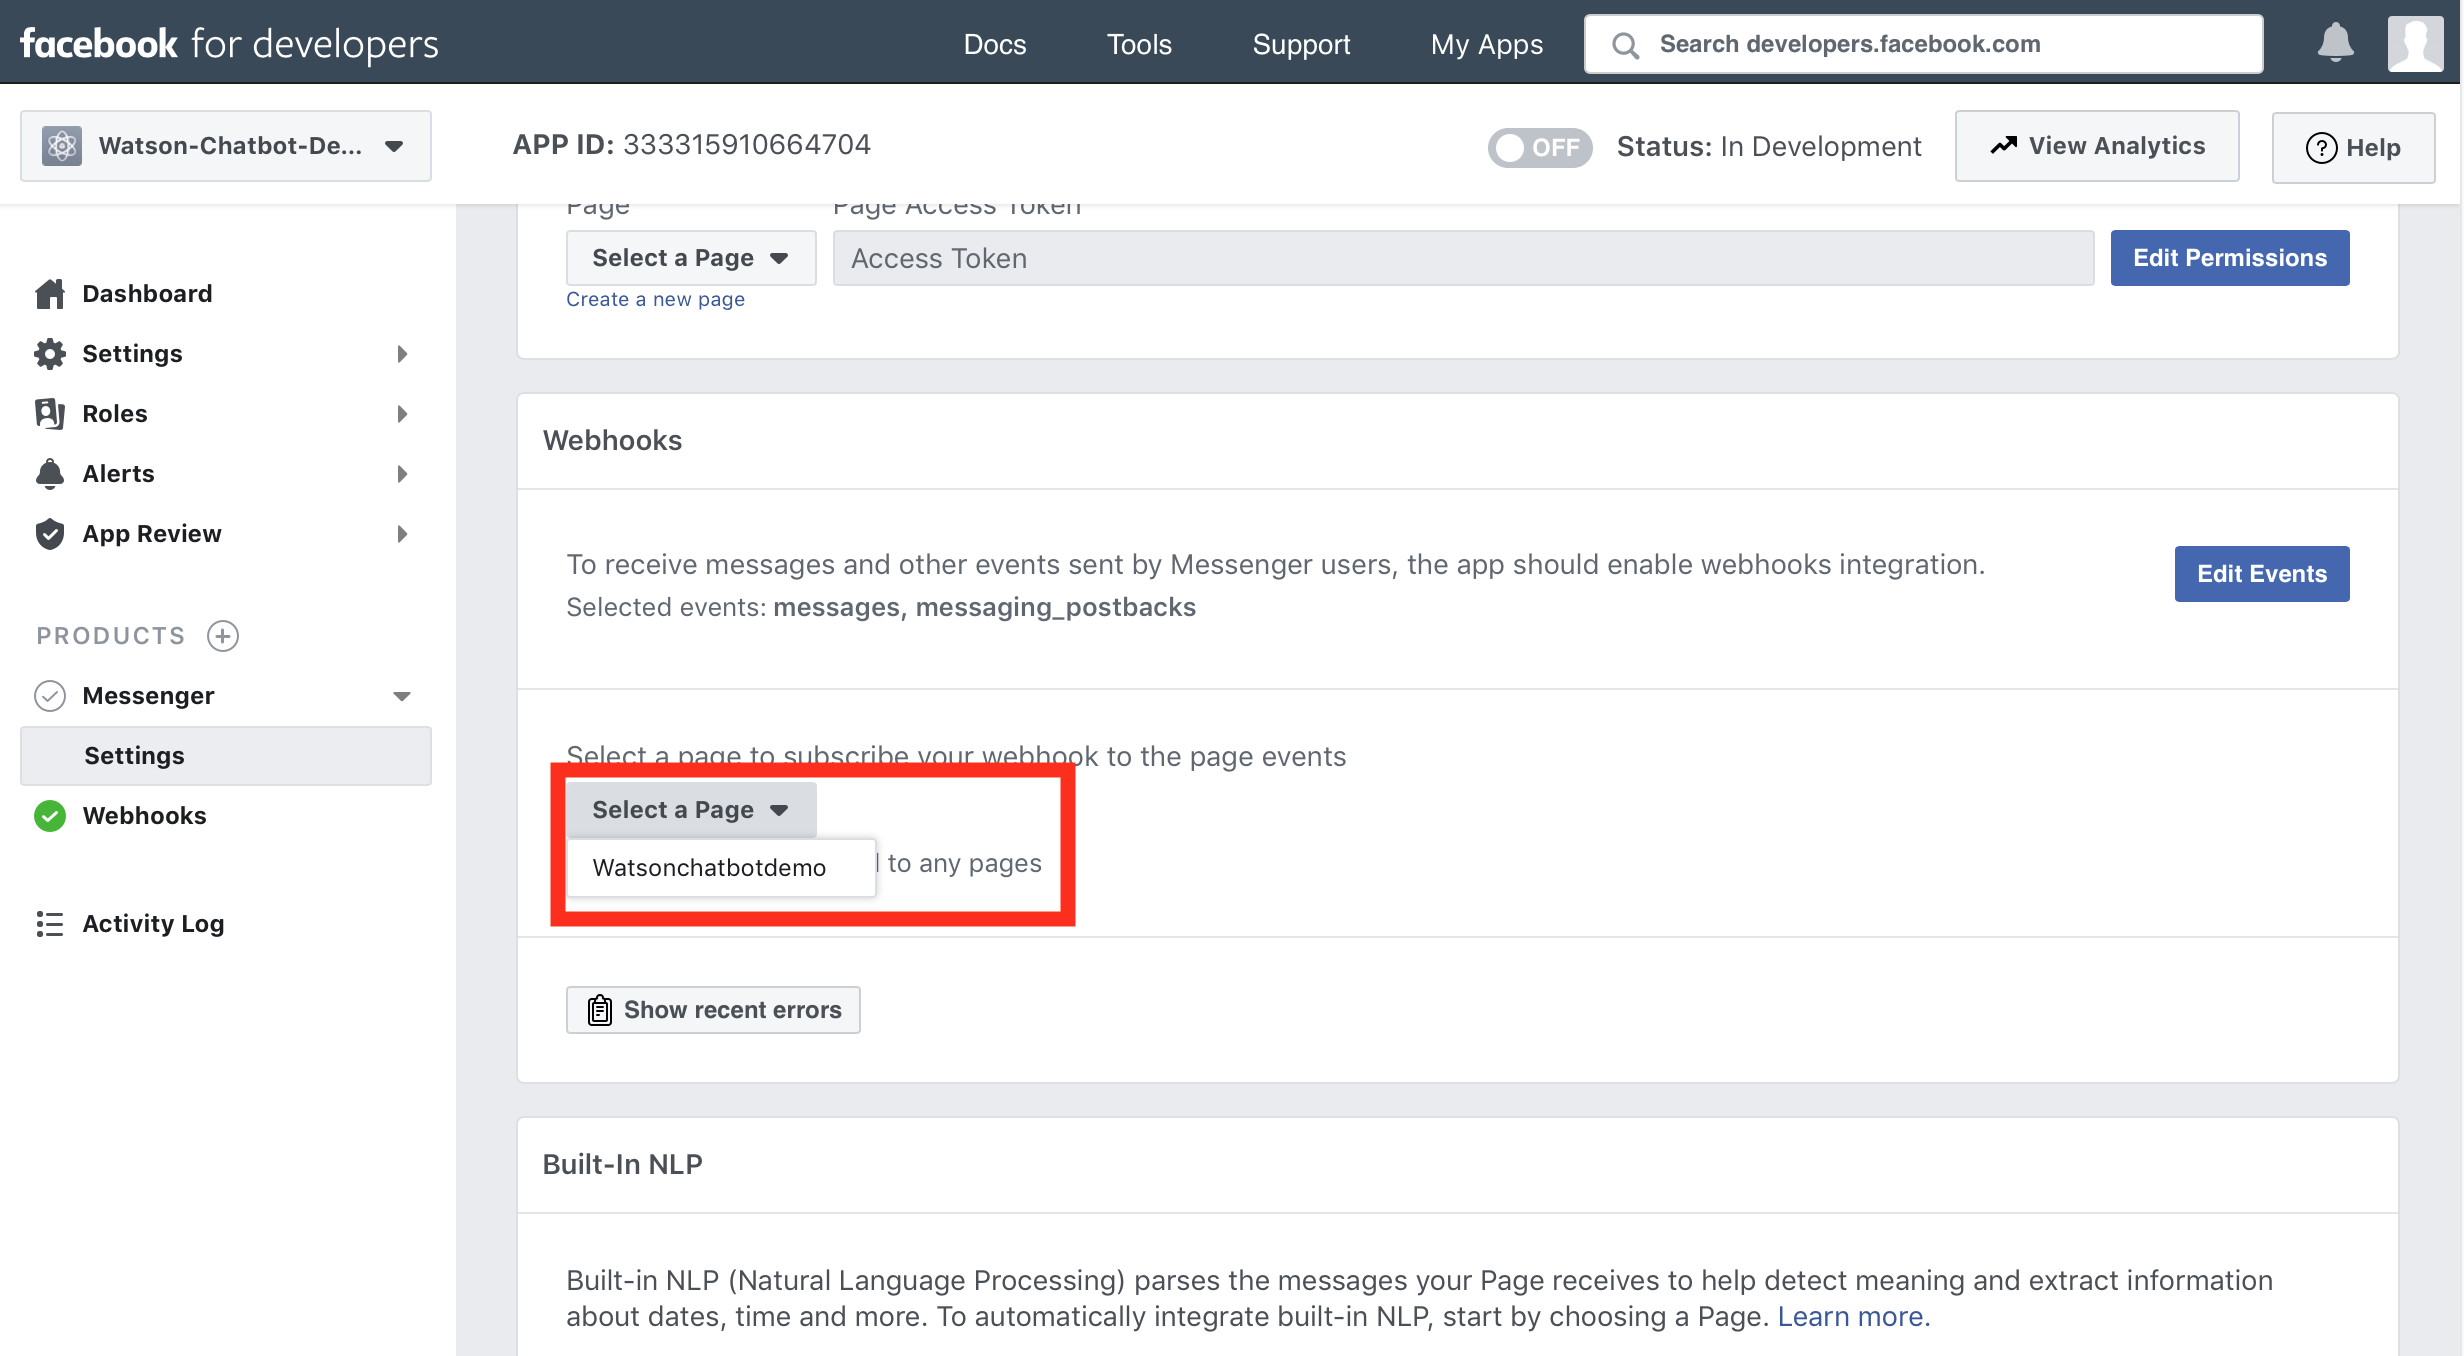 facebook for developers Docs Tools Support My Apps Search developers.facebook.com
Watson-Chatbot-De... APP ID: 333315910664704 OFF Status: In Development View Analytics ? Help
Page Page Access Token
Select a Page Access Token Edit Permissions
Create a new page
Dashboard
Settings
Roles
Alerts
App Review
PRODUCTS
Messenger
Settings
Webhooks
Activity Log
Webhooks
To receive messages and other events sent by Messenger users, the app should enable webhooks integration.
Selected events: messages, messaging_postbacks
Edit Events
Select a page to subscribe your webhook to the page events
Select a Page
Watsonchatbotdemo to any pages
Show recent errors
Built-In NLP
Built-in NLP (Natural Language Processing) parses the messages your Page receives to help detect meaning and extract information
about dates, time and more. To automatically integrate built-in NLP, start by choosing a Page. Learn more.